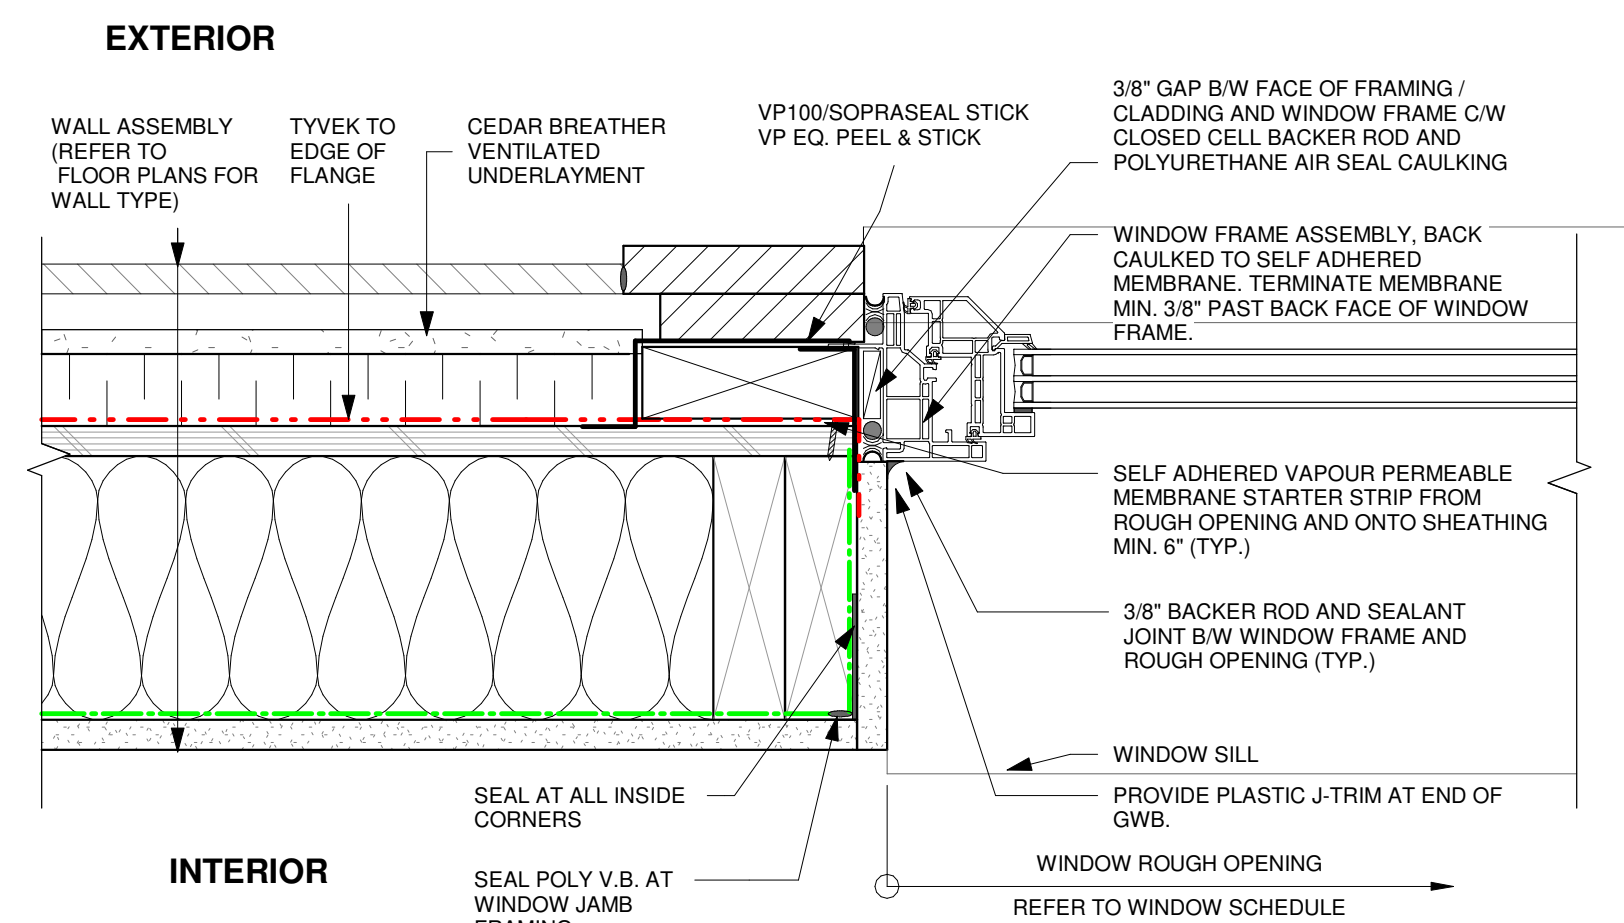 EXTERIOR
WALL ASSEMBLY
(REFER TO
FLOOR PLANS FOR
WALL TYPE)
TYVEK TO
EDGE OF
FLANGE
CEDAR BREATHER
VENTILATED
UNDERLAYMENT
VP100/SOPRASEAL STICK
VP EQ. PEEL & STICK
3/8" GAP B/W FACE OF FRAMING /
CLADDING AND WINDOW FRAME C/W
CLOSED CELL BACKER ROD AND
POLYURETHANE AIR SEAL CAULKING
WINDOW FRAME ASSEMBLY, BACK
CAULKED TO SELF ADHERED
MEMBRANE. TERMINATE MEMBRANE
MIN. 3/8" PAST BACK FACE OF WINDOW
FRAME.
SELF ADHERED VAPOUR PERMEABLE
MEMBRANE STARTER STRIP FROM
ROUGH OPENING AND ONTO SHEATHING
MIN. 6" (TYP.)
3/8" BACKER ROD AND SEALANT
JOINT B/W WINDOW FRAME AND
ROUGH OPENING (TYP.)
WINDOW SILL
PROVIDE PLASTIC J-TRIM AT END OF
GWB.
SEAL AT ALL INSIDE
CORNERS
INTERIOR
SEAL POLY V.B. AT
WINDOW JAMB
FRAMING
WINDOW ROUGH OPENING
REFER TO WINDOW SCHEDULE